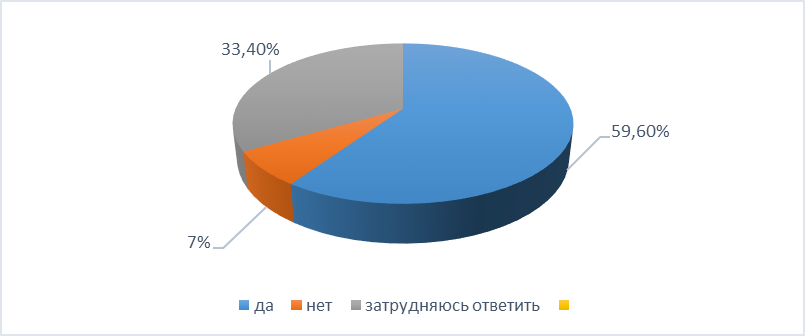 33,40%
59,60%
7%
да нет затрудняюсь ответить